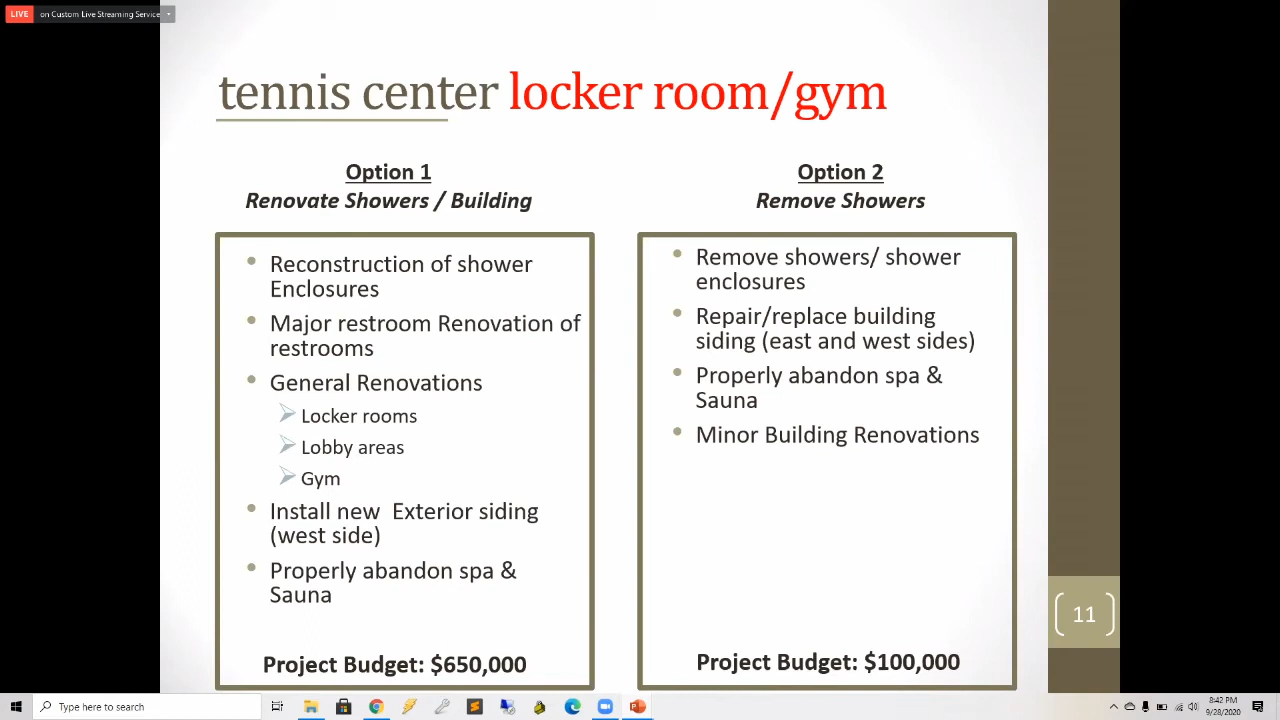 LIVE on Custom Live Streaming Service
tennis center locker room/gym
Option 1
Renovate Showers / Building
Reconstruction of shower
Enclosures
Major restroom Renovation of
restrooms
General Renovations
Locker rooms
Lobby areas
Gym
Install new Exterior siding
(west side)
Properly abandon spa &
Sauna
Project Budget: $650,000
Option 2
Remove Showers
Remove showers/ shower
enclosures
Repair/replace building
siding (east and west sides)
Properly abandon spa &
Sauna
Minor Building Renovations
Project Budget: $100,000
11
Type here to search
8:42 PM
9/28/2020